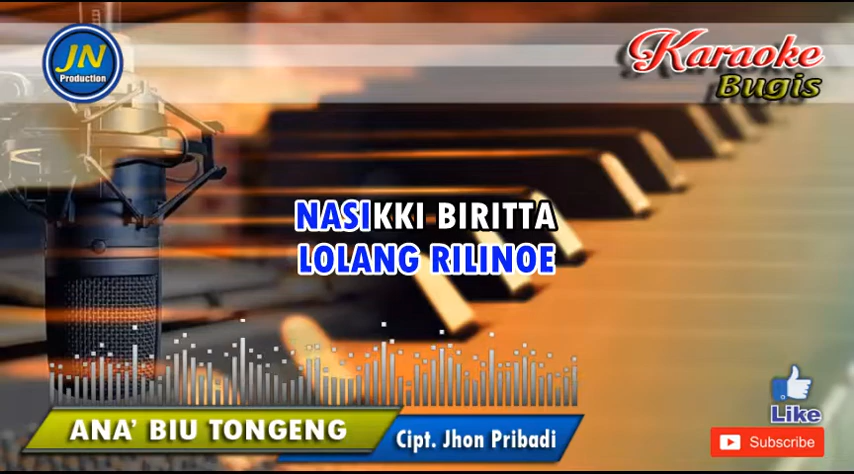 JN
Production
Karaoke
Bugis
NASIKKI BIRITTA
LOLANG RILINOE
ANA' BIU TONGENG
Cipt. Jhon Pribadi
Like
Subscribe